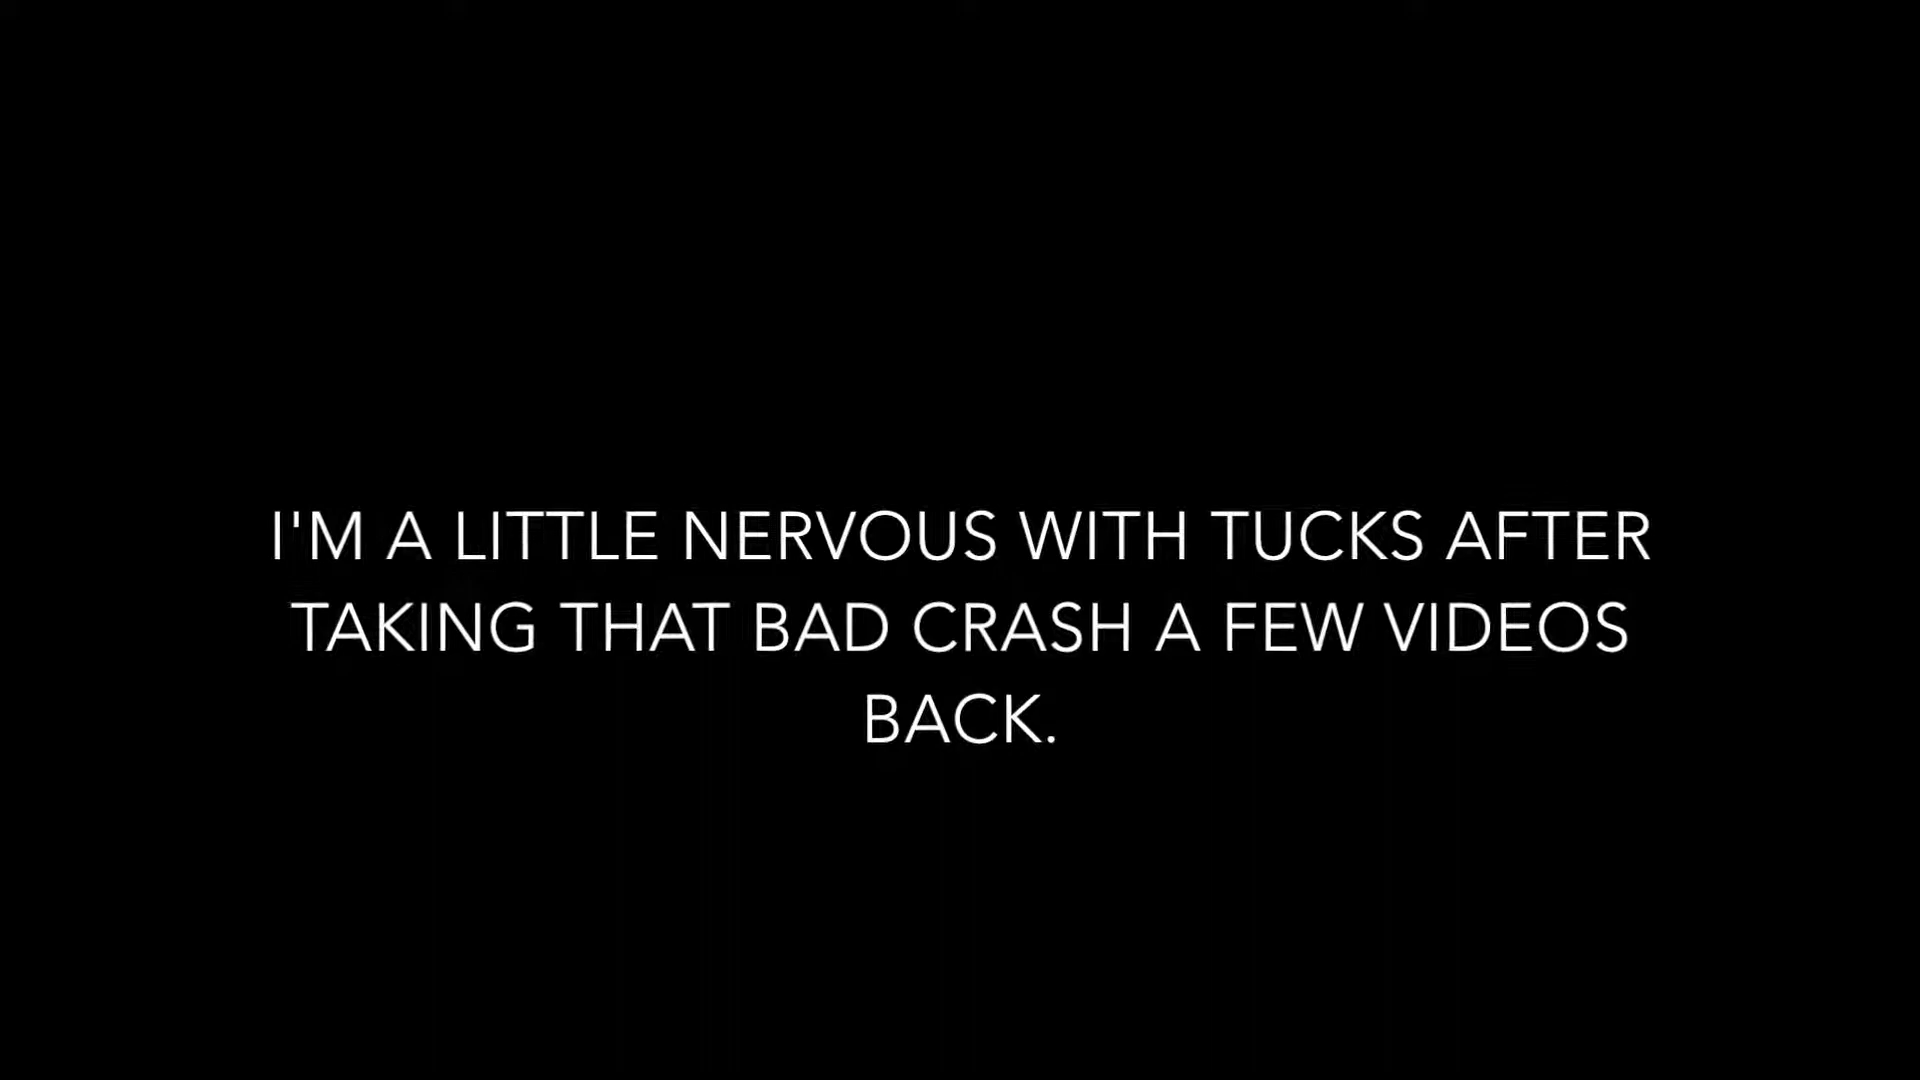 I'M A LITTLE NERVOUS WITH TUCKS AFTER
TAKING THAT BAD CRASH A FEW VIDEOS
BACK.